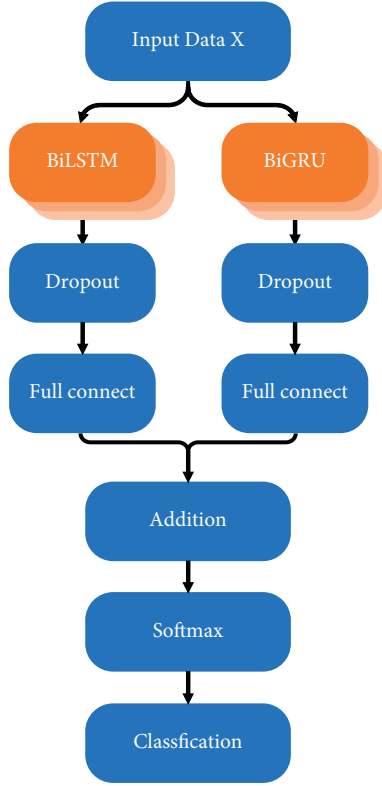 Input Data X
BiLSTM
BiGRU
Dropout
Dropout
Full connect
Full connect
Addition
Softmax
Classfication